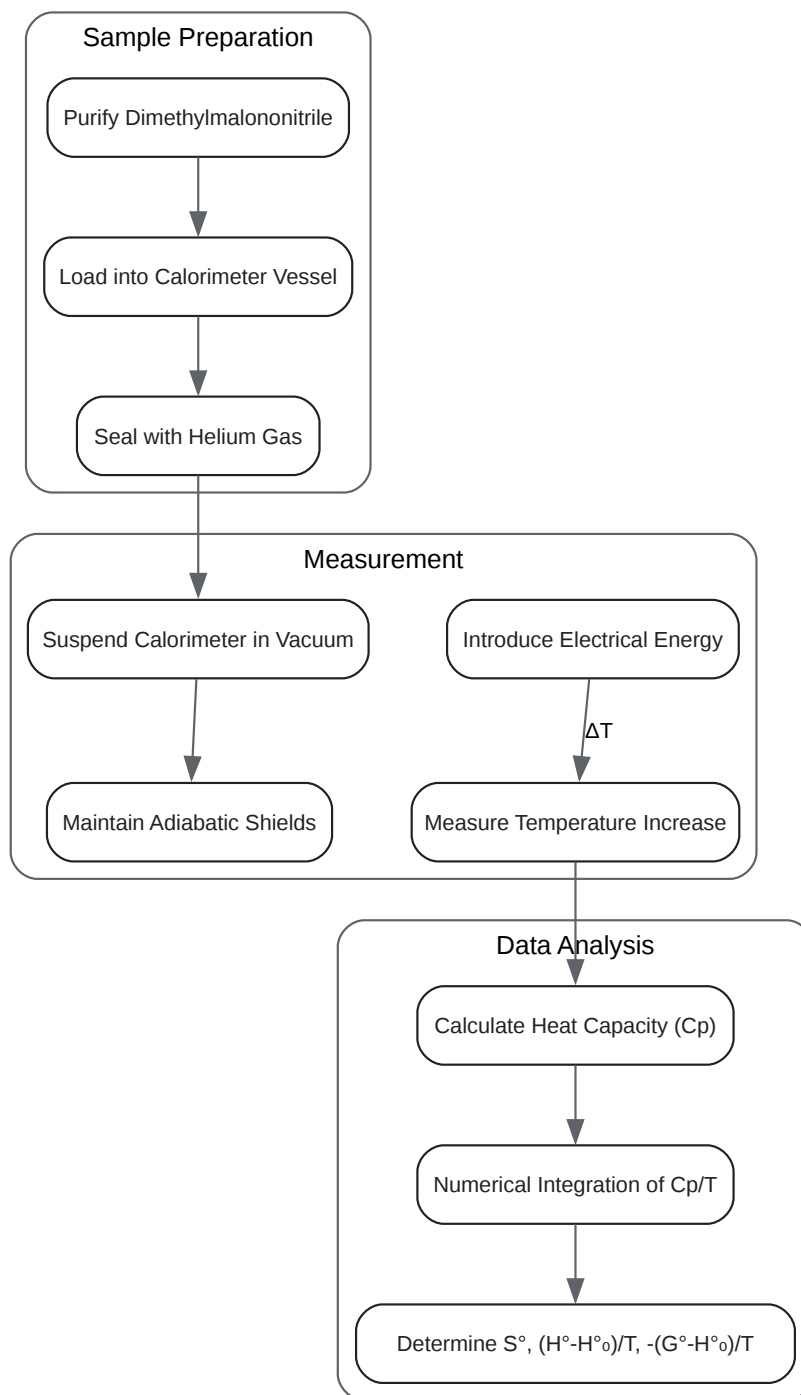 Sample Preparation
Purify Dimethylmalononitrile
Load into Calorimeter Vessel
Seal with Helium Gas
Measurement
Suspend Calorimeter in Vacuum
Introduce Electrical Energy
ΔT
Maintain Adiabatic Shields
Measure Temperature Increase
Data Analysis
Calculate Heat Capacity (Cp)
Numerical Integration of Cp/T
Determine S°, (H°-H°₀)/T, -(G°-H°₀)/T